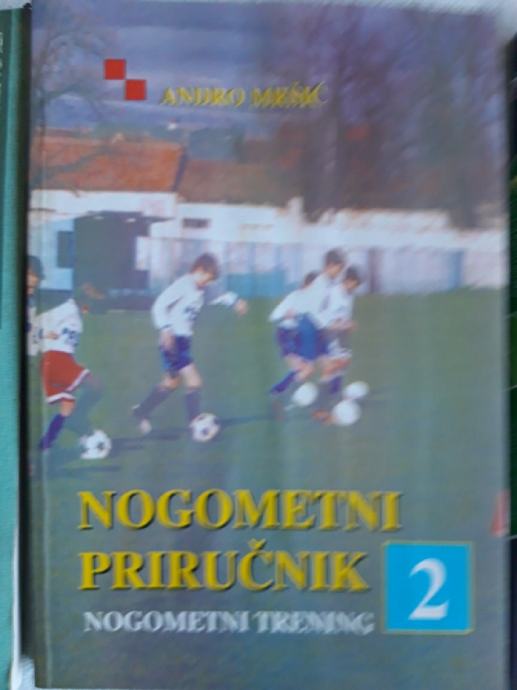 ANDRO MEŠIĆ
NOGOMETNI
PRIRUČNIK
2
NOGOMETNI TRENING